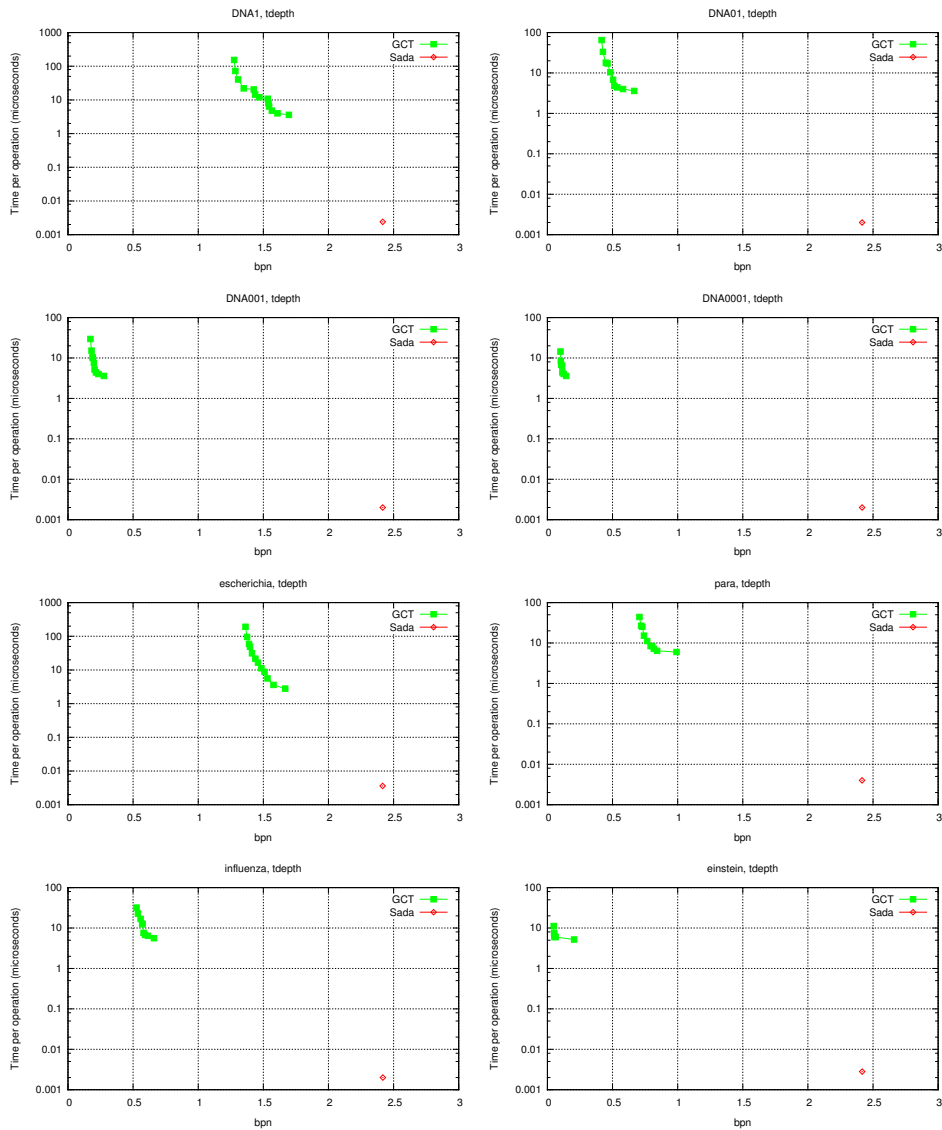 DNA1, tdepth
Time per operation (microseconds)
1000
100
10
1
0.1
0.01
0.001
GCT
Sada
0 0.5 1 1.5 2 2.5 3
bpn
DNA01, tdepth
Time per operation (microseconds)
100
10
1
0.1
0.01
0.001
GCT
Sada
0 0.5 1 1.5 2 2.5 3
bpn
DNA001, tdepth
Time per operation (microseconds)
100
10
1
0.1
0.01
0.001
GCT
Sada
0 0.5 1 1.5 2 2.5 3
bpn
DNA0001, tdepth
Time per operation (microseconds)
100
10
1
0.1
0.01
0.001
GCT
Sada
0 0.5 1 1.5 2 2.5 3
bpn
escherichia, tdepth
Time per operation (microseconds)
1000
100
10
1
0.1
0.01
0.001
GCT
Sada
0 0.5 1 1.5 2 2.5 3
bpn
para, tdepth
Time per operation (microseconds)
100
10
1
0.1
0.01
0.001
GCT
Sada
0 0.5 1 1.5 2 2.5 3
bpn
influenza, tdepth
Time per operation (microseconds)
100
10
1
0.1
0.01
0.001
GCT
Sada
0 0.5 1 1.5 2 2.5 3
bpn
einstein, tdepth
Time per operation (microseconds)
100
10
1
0.1
0.01
0.001
GCT
Sada
0 0.5 1 1.5 2 2.5 3
bpn